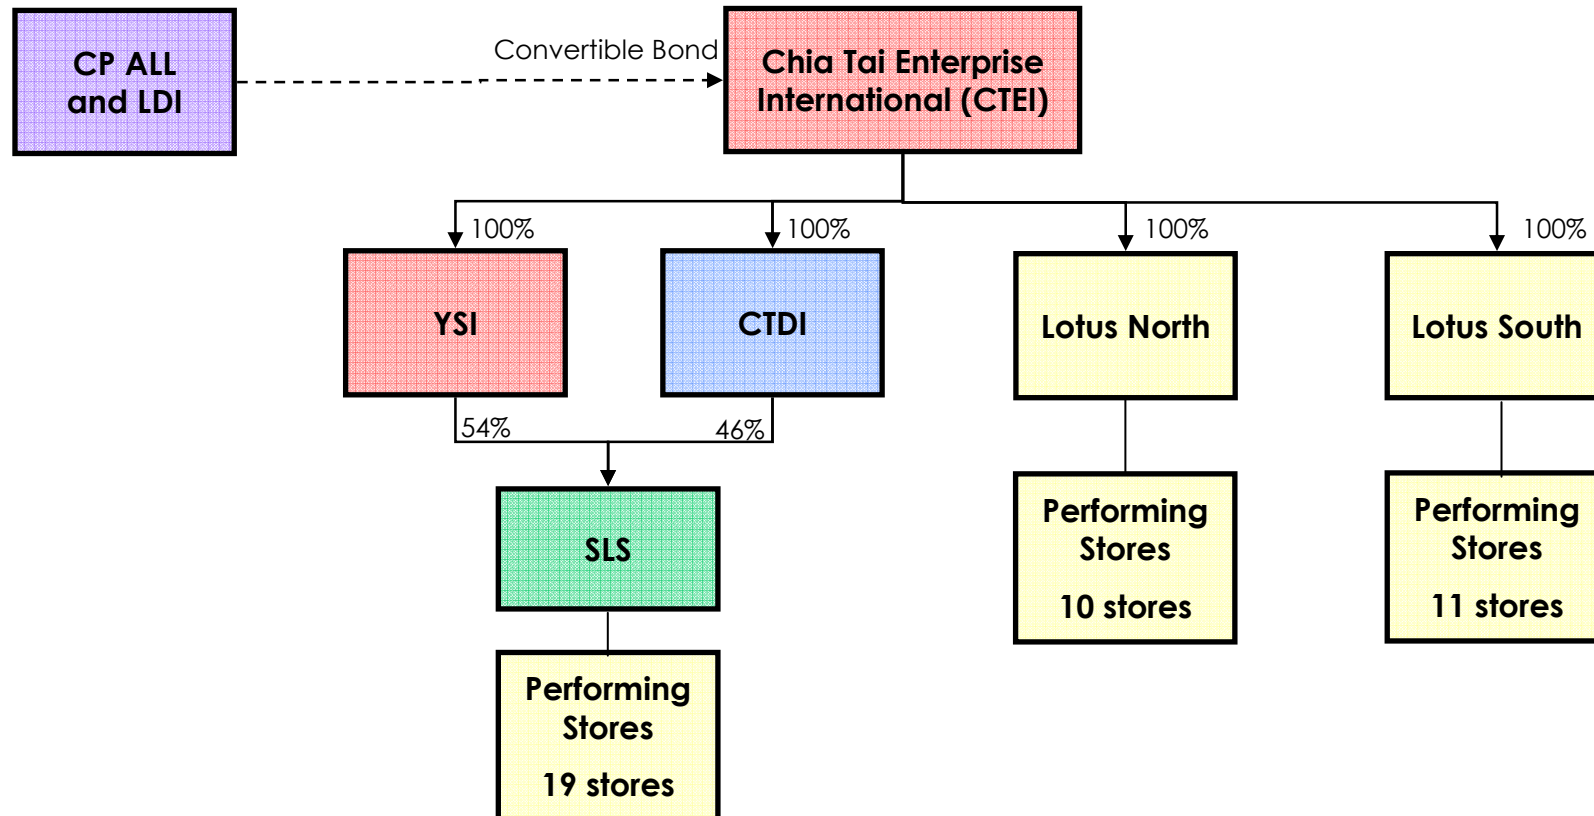 CP ALL
and LDI
Convertible Bond
Chia Tai Enterprise
International (CTEI)
100%
100%
100%
100%
YSI
CTDI
Lotus North
Lotus South
54%
46%
SLS
Performing
Stores
10 stores
Performing
Stores
11 stores
Performing
Stores
19 stores